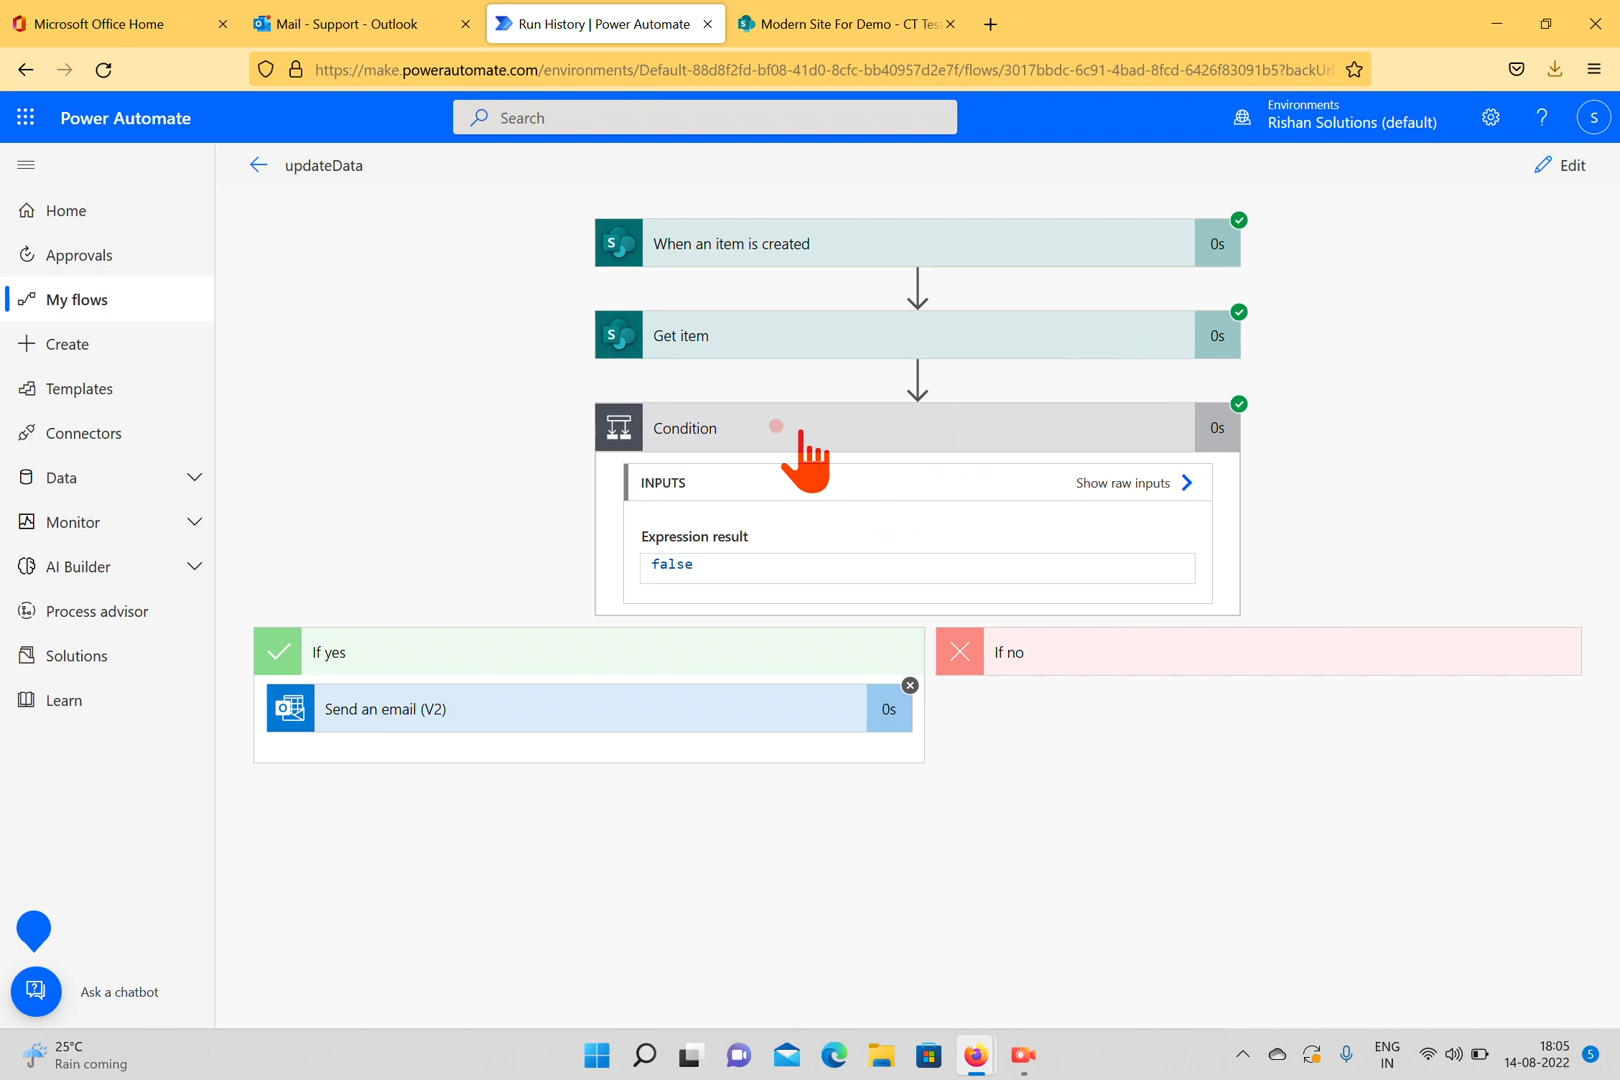 Microsoft Office Home
Mail - Support - Outlook
Run History | Power Automate
Modern Site For Demo - CT Tes
https://make.powerautomate.com/environments/Default-88d8f2fd-bf08-41d0-8cfc-bb40957d2e7f/flows/3017bbdc-6c91-4bad-8fcd-6426f83091b5?backUrl
Power Automate
Search
Environments
Rishan Solutions (default)
?
S
updateData
Edit
Home
Approvals
My flows
Create
Templates
Connectors
Data
Monitor
AI Builder
Process advisor
Solutions
Learn
When an item is created
0s
Get item
0s
Condition
0s
INPUTS
Show raw inputs
Expression result
false
If yes
Send an email (V2)
0s
If no
Ask a chatbot
25°C
Rain coming
ENG
IN
18:05
14-08-2022
5